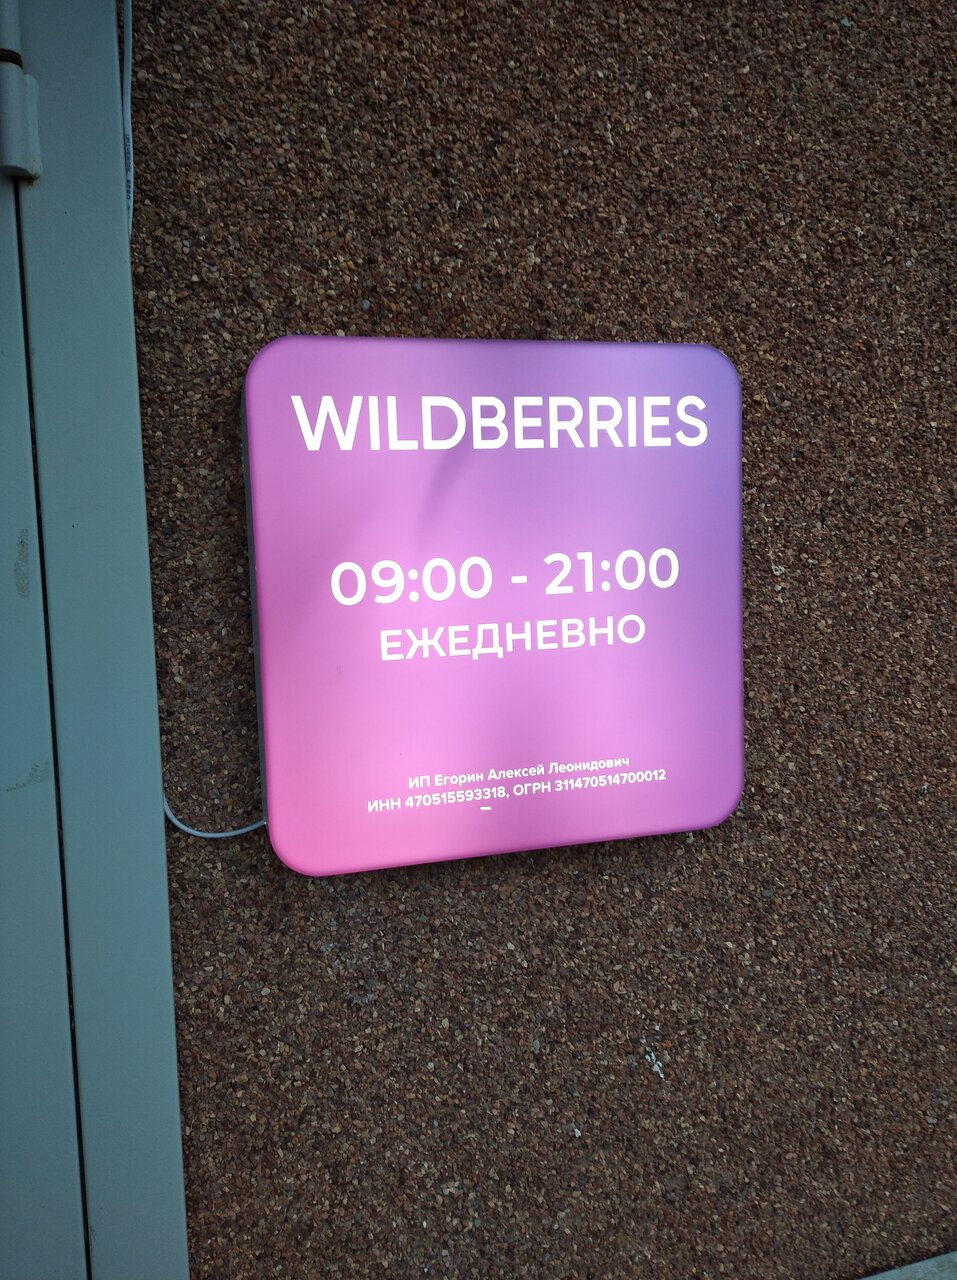 WILDBERRIES
09:00 - 21:00
ЕЖЕДНЕВНО
ИП Егорин Алексей Леонидович
ИНН 470515593318, ОГРН 311470514700012